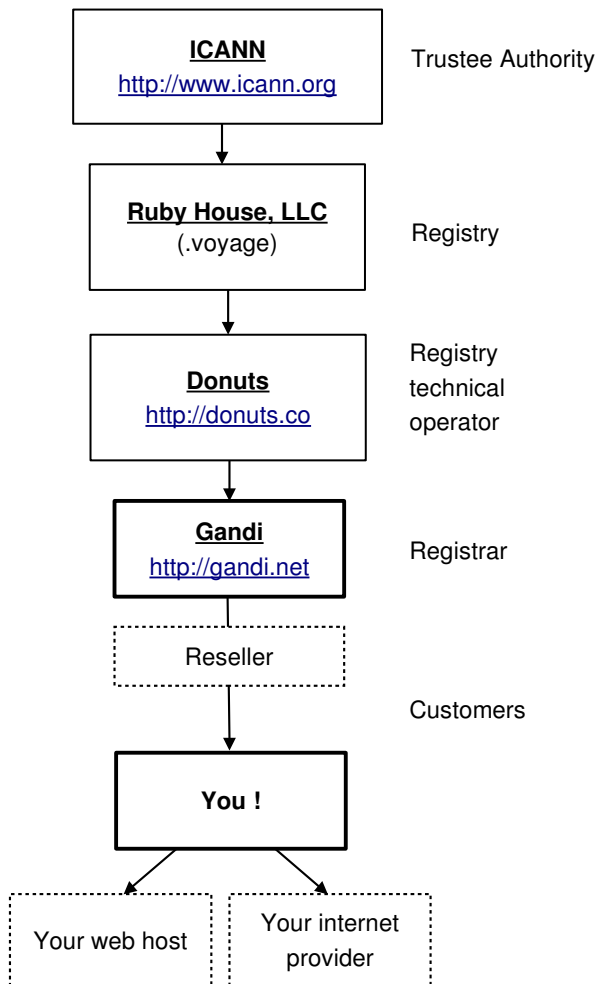 ICANN
http://www.icann.org
Trustee Authority
Ruby House, LLC
(.voyage)
Registry
Donuts
http://donuts.co
Registry
technical
operator
Gandi
http://gandi.net
Registrar
Reseller
Customers
You !
Your web host
Your internet
provider